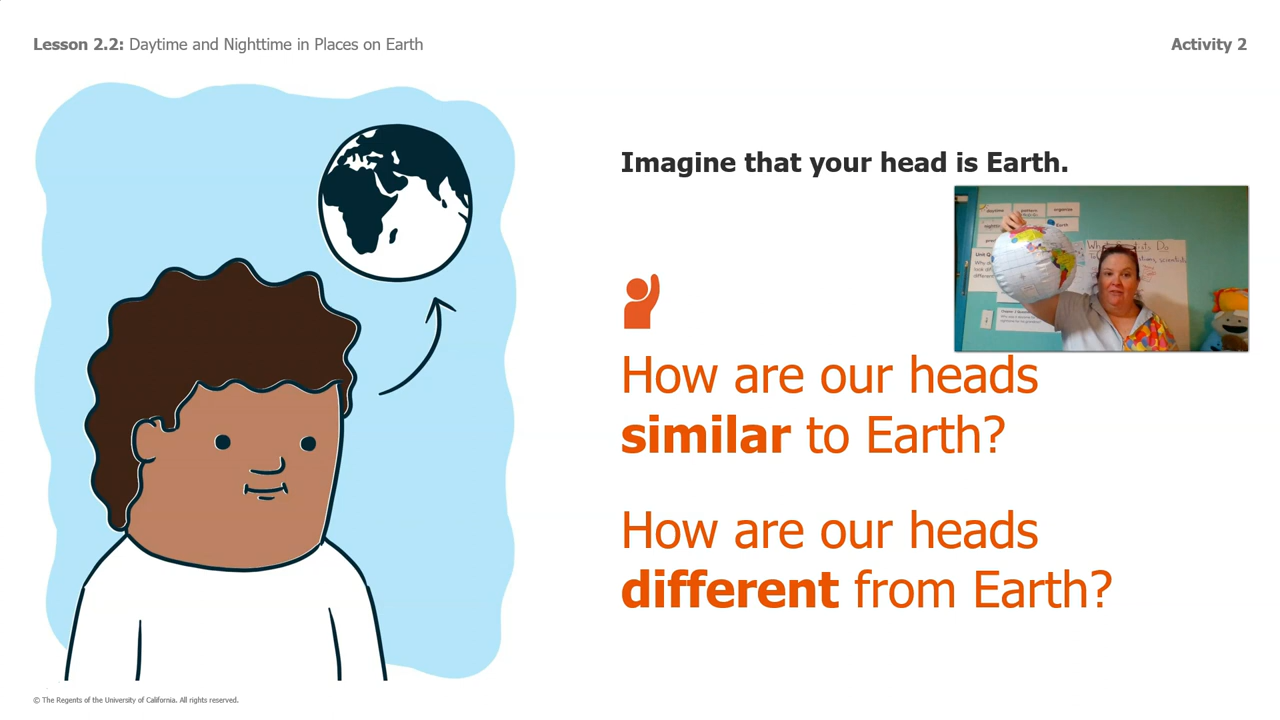 Lesson 2.2: Daytime and Nighttime in Places on Earth
Activity 2
Imagine that your head is Earth.
daytime
organize
Earth
How are our heads
similar to Earth?
How are our heads
different from Earth?
© The Regents of the University of California. All rights reserved.